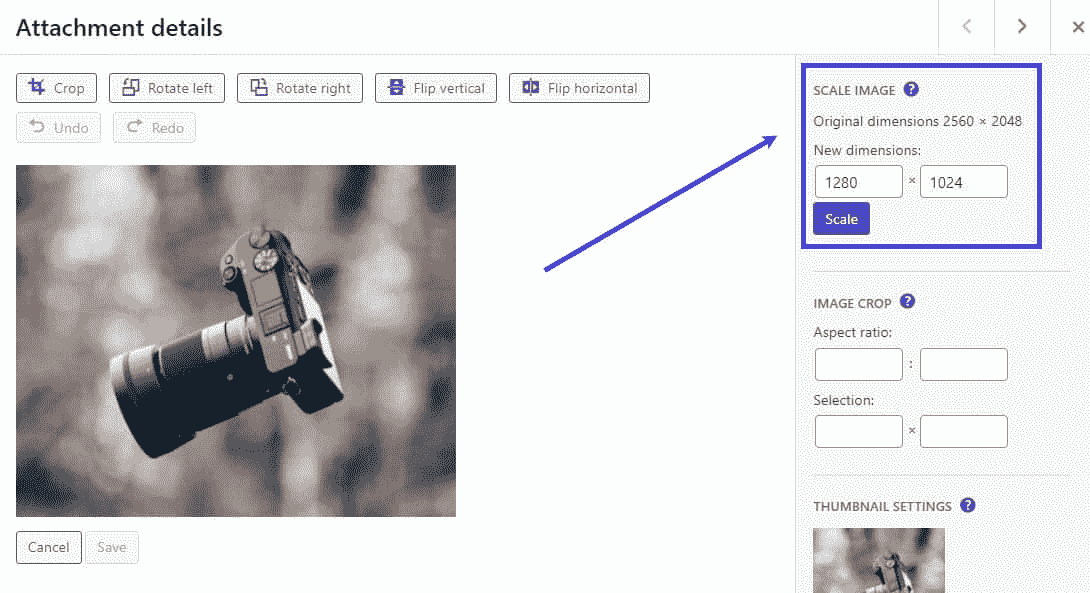 Attachment details
Crop Rotate left Rotate right Flip vertical Flip horizontal
Undo Redo
Cancel Save
SCALE IMAGE ?
Original dimensions 2560 × 2048
New dimensions:
1280 × 1024
Scale
IMAGE CROP ?
Aspect ratio:
:
Selection:
×
THUMBNAIL SETTINGS ?